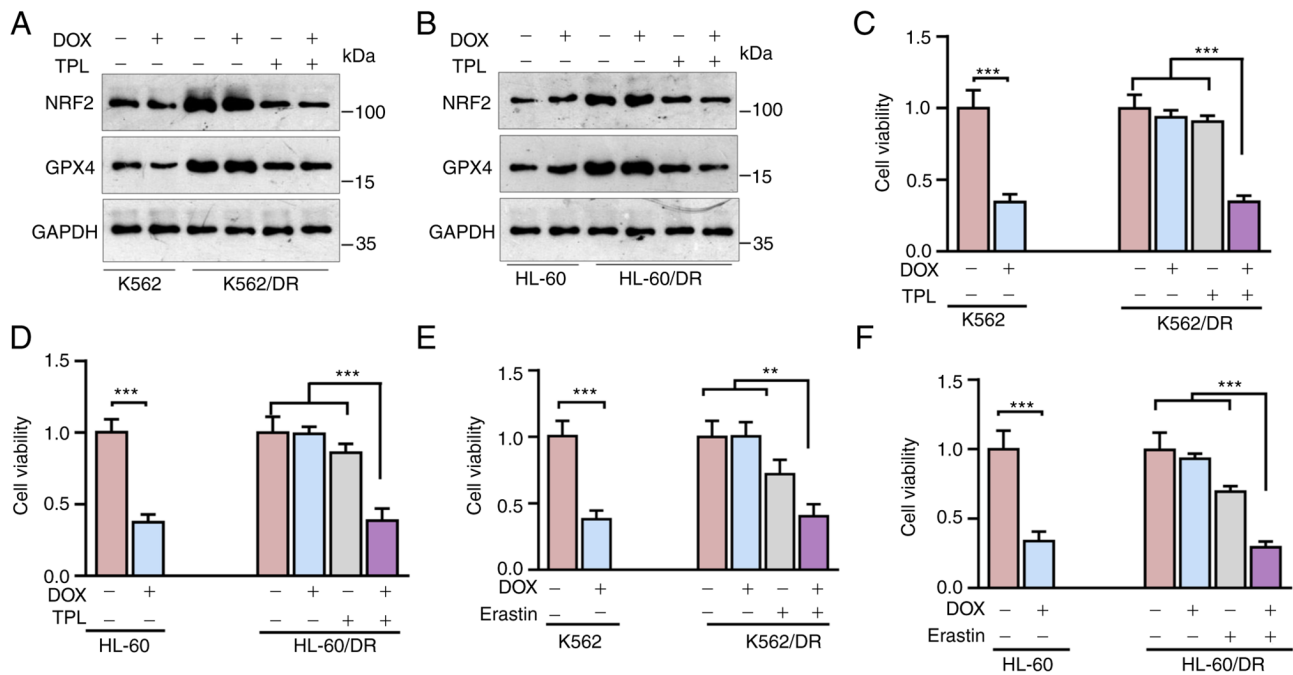 A
DOX − + − + − +
TPL − − − − + +
kDa
NRF2
−100
GPX4
−15
GAPDH
−35
K562 K562/DR
B
DOX − + − + − +
TPL − − − − + +
kDa
NRF2
−100
GPX4
−15
GAPDH
−35
HL-60 HL-60/DR
C
Cell viability
1.5
1.0
0.5
0.0
*** ***
DOX − + − + − +
TPL − − − − + +
K562 K562/DR
D
Cell viability
1.5
1.0
0.5
0.0
*** ***
DOX − + − + − +
TPL − − − − + +
HL-60 HL-60/DR
E
Cell viability
1.5
1.0
0.5
0.0
*** **
DOX − + − + − +
Erastin − − − − + +
K562 K562/DR
F
Cell viability
1.5
1.0
0.5
0.0
*** ***
DOX − + − + − +
Erastin − − − − + +
HL-60 HL-60/DR